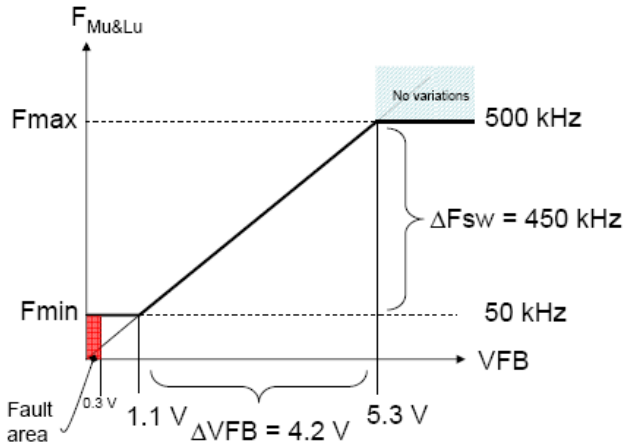 F Mu&Lu
No variations
Fmax
500 kHz
ΔFsw = 450 kHz
Fmin
50 kHz
VFB
0.3 V
Fault
area
1.1 V
ΔVFB = 4.2 V
5.3 V